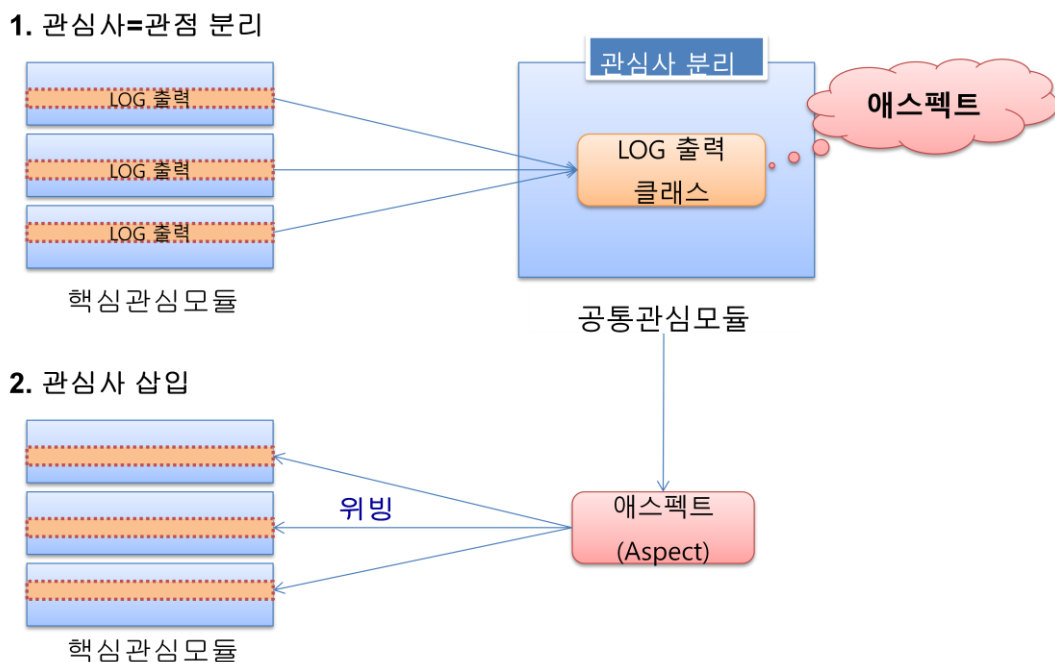 1. 관심사=관점 분리
관심사 분리
LOG 출력
LOG 출력
LOG 출력
LOG 출력
클래스
애스펙트
핵심관심모듈
공통관심모듈
2. 관심사 삽입
위빙
애스펙트
(Aspect)
핵심관심모듈